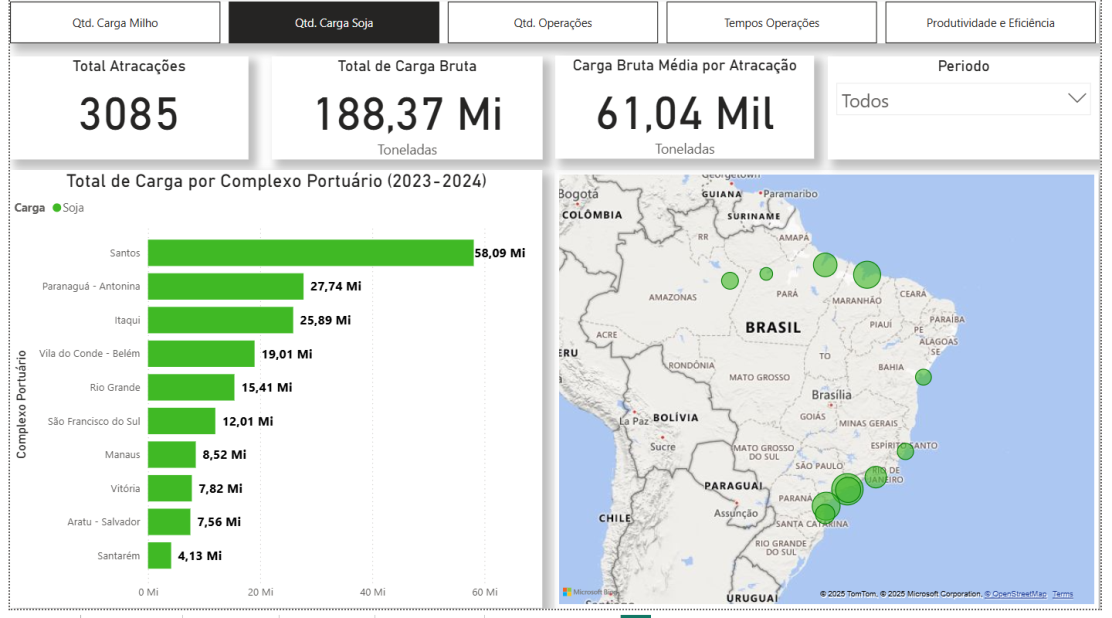 Qtd. Carga Milho
Qtd. Carga Soja
Qtd. Operações
Tempos Operações
Produtividade e Eficiência
Total Atracações
3085
Total de Carga Bruta
188,37 Mi
Toneladas
Carga Bruta Média por Atracação
61,04 Mil
Toneladas
Periodo
Todos
Total de Carga por Complexo Portuário (2023-2024)
Carga
Soja
Complexo Portuário
Santos
58,09 Mi
Paranaguá - Antonina
27,74 Mi
Itaqui
25,89 Mi
Vila do Conde - Belém
19,01 Mi
Rio Grande
15,41 Mi
São Francisco do Sul
12,01 Mi
Manaus
8,52 Mi
Vitória
7,82 Mi
Aratu - Salvador
7,56 Mi
Santarém
4,13 Mi
0 Mi
20 Mi
40 Mi
60 Mi
Georgetown
Bogotá
GUIANA
Paramaribo
COLÔMBIA
SURINAME
RR
AMAPÁ
AMAZONAS
PARÁ
MARANHÃO
CEARÁ
PARAÍBA
BRASIL
PIAUÍ
PE
ACRE
ALAGOAS
SE
ERU
RONDÔNIA
TO
BAHIA
MATO GROSSO
Brasília
La Paz
BOLÍVIA
GOIÁS
MINAS GERAIS
Sucre
MATO GROSSO
DO SUL
ESPÍRITO SANTO
SÃO PAULO
RIO DE
JANEIRO
PARAGUAI
PARANÁ
Assunção
CHILE
SANTA CATARINA
RIO GRANDE
DO SUL
URUGUAI
Microsoft Bing
© 2025 TomTom, © 2025 Microsoft Corporation, © OpenStreetMap
Terms